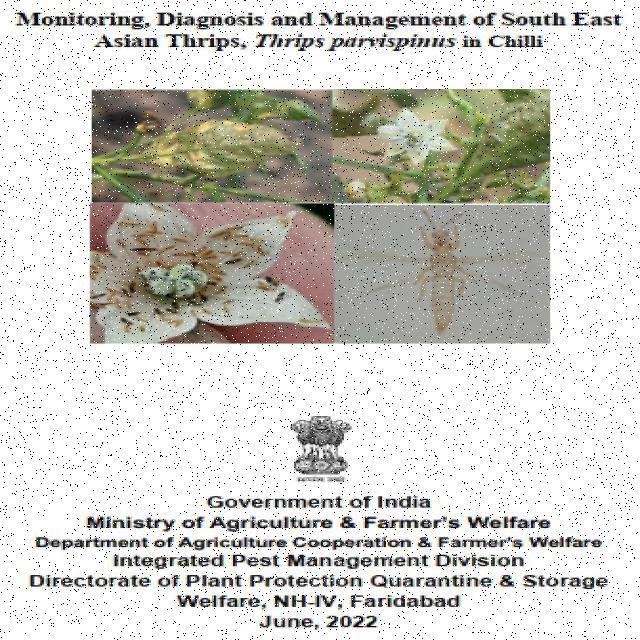 Monitoring, Diagnosis and Management of South East
Asian Thrips, Thrips parvispinus in Chilli
Government of India
Ministry of Agriculture & Farmer's Welfare
Department of Agriculture Cooperation & Farmer's Welfare
Integrated Pest Management Division
Directorate of Plant Protection Quarantine & Storage
Welfare, NH-IV, Faridabad
June, 2022